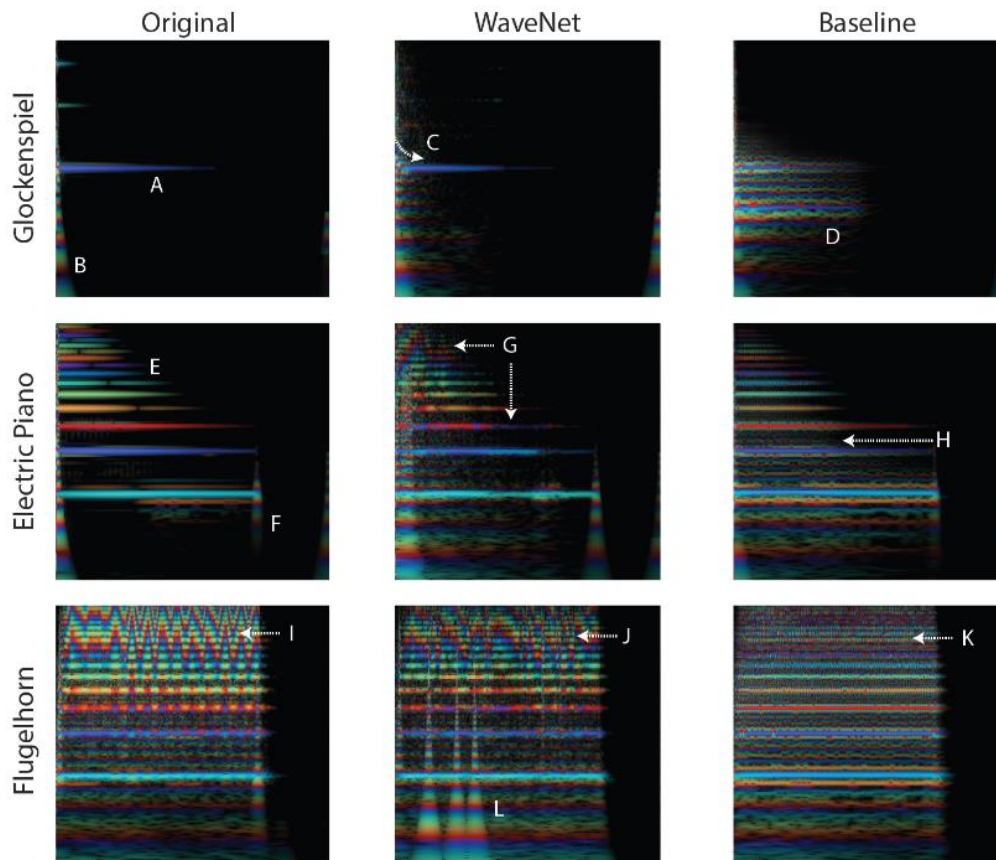 Original
WaveNet
Baseline
Glockenspiel
A
B
C
D
Electric Piano
E
F
G
H
Flugelhorn
I
J
K
L